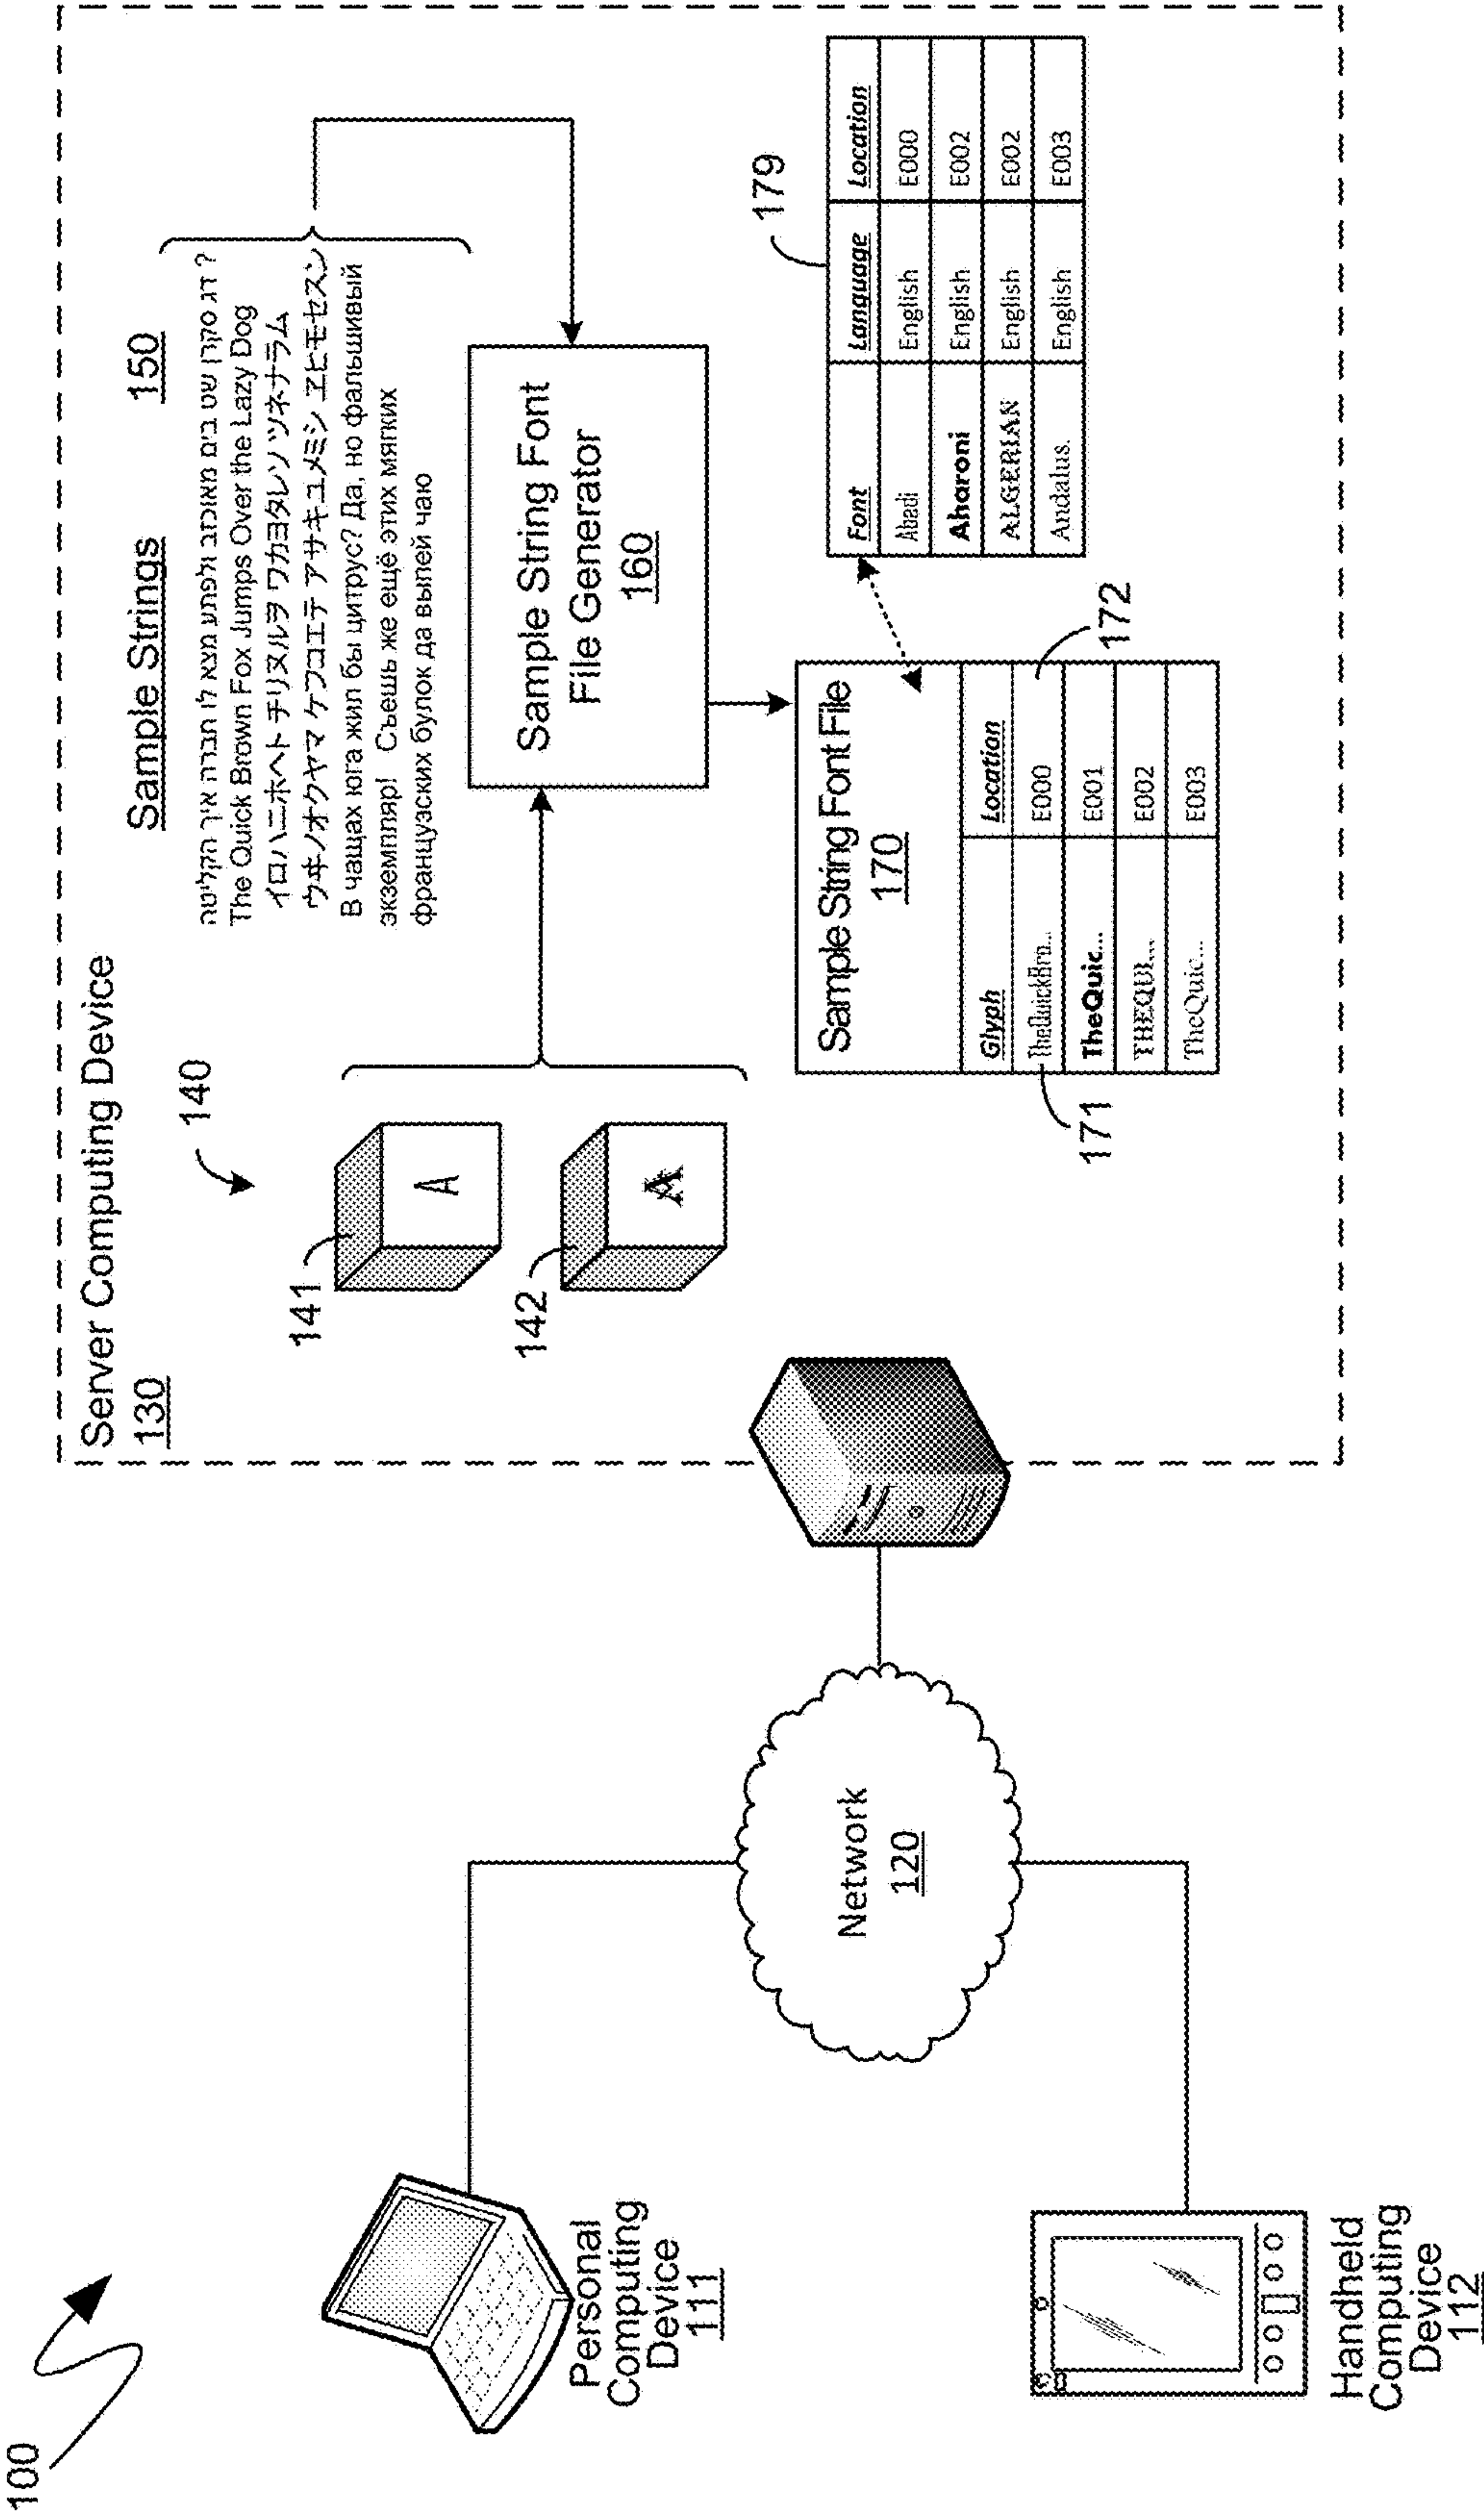 100
Server Computing Device
130
140
141
A
142
A
Sample Strings 150
דג סקרן שט בים מאוכזב ולפתע מצא לו חברה איך הקליטה ?
The Quick Brown Fox Jumps Over the Lazy Dog
イロハニホヘト チリヌルヲ ワカヨタレソ ツネナラム
ウヰノオクヤマ ケフコエテ アサキユメミシ ヱヒモセスン
В чащах юга жил бы цитрус? Да, но фальшивый
экземпляр! Съешь же ещё этих мягких
французских булок да выпей чаю
Sample String Font
File Generator
160
Sample String Font File
170
Glyph Location
TheQuickBro... E000
TheQuic... E001
THEQUI... E002
TheQuic... E003
171
172
179
Font Language Location
Abadi English E000
Aharoni English E002
ALGERIAN English E002
Andalus English E003
Network
120
Personal
Computing
Device
111
Handheld
Computing
Device
112